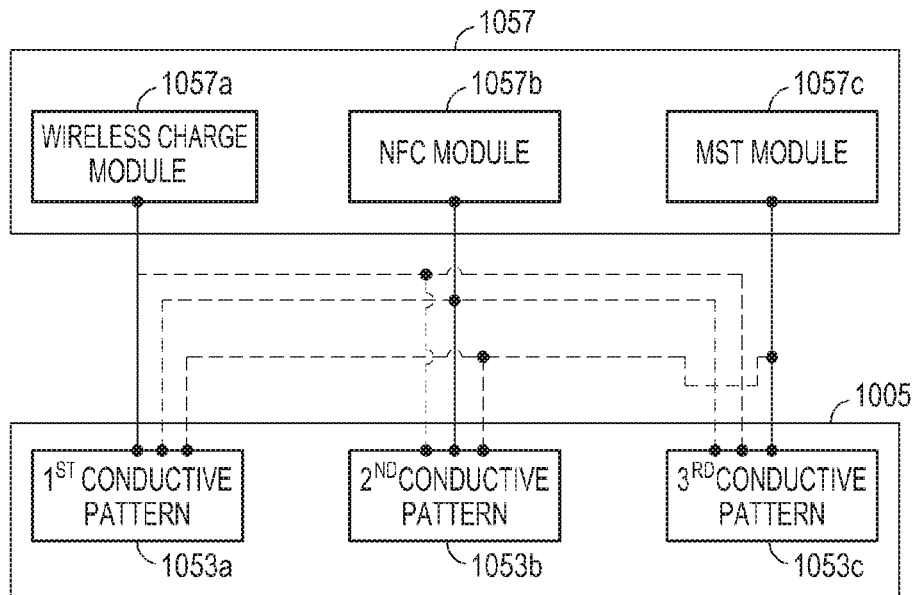 1057
1057a
1057b
1057c
WIRELESS CHARGE
MODULE
NFC MODULE
MST MODULE
1005
1ST CONDUCTIVE
PATTERN
2ND CONDUCTIVE
PATTERN
3RD CONDUCTIVE
PATTERN
1053a
1053b
1053c